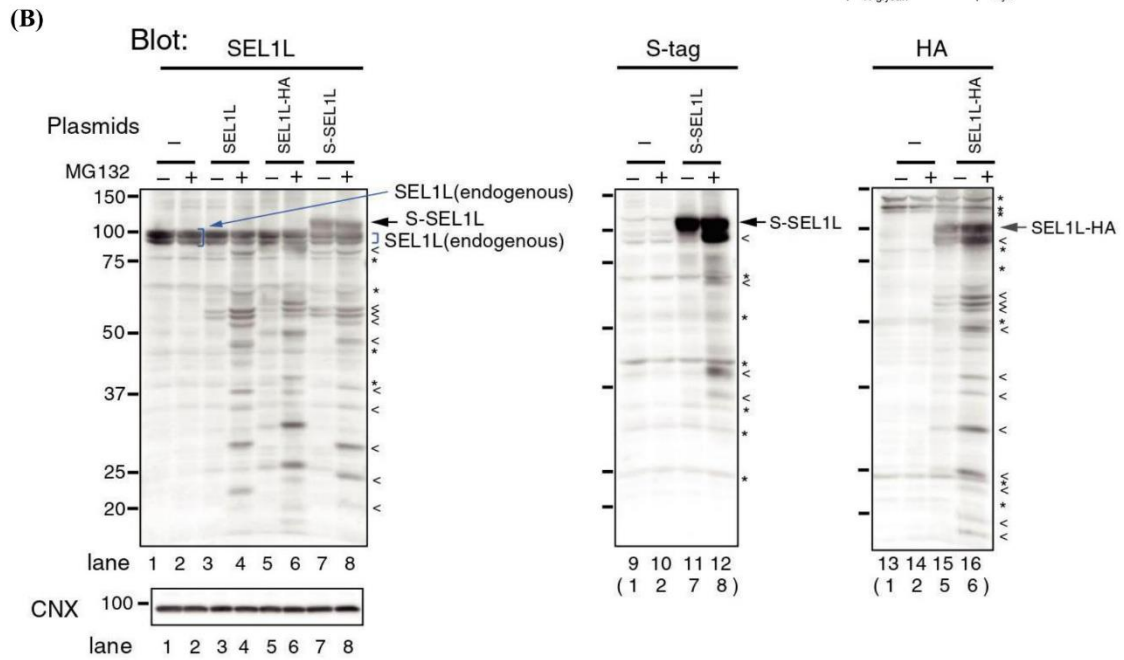 (B)
Blot:
SEL1L
S-tag
HA
Plasmids
– SEL1L SEL1L-HA S-SEL1L
– S-SEL1L
– SEL1L-HA
MG132 – + – + – + – +
– + – +
– + – +
150
100
75
50
37
25
20
SEL1L(endogenous)
S-SEL1L
SEL1L(endogenous)
S-SEL1L
SEL1L-HA
lane 1 2 3 4 5 6 7 8
9 10 11 12
( 1 2 7 8 )
13 14 15 16
( 1 2 5 6 )
CNX 100
lane 1 2 3 4 5 6 7 8